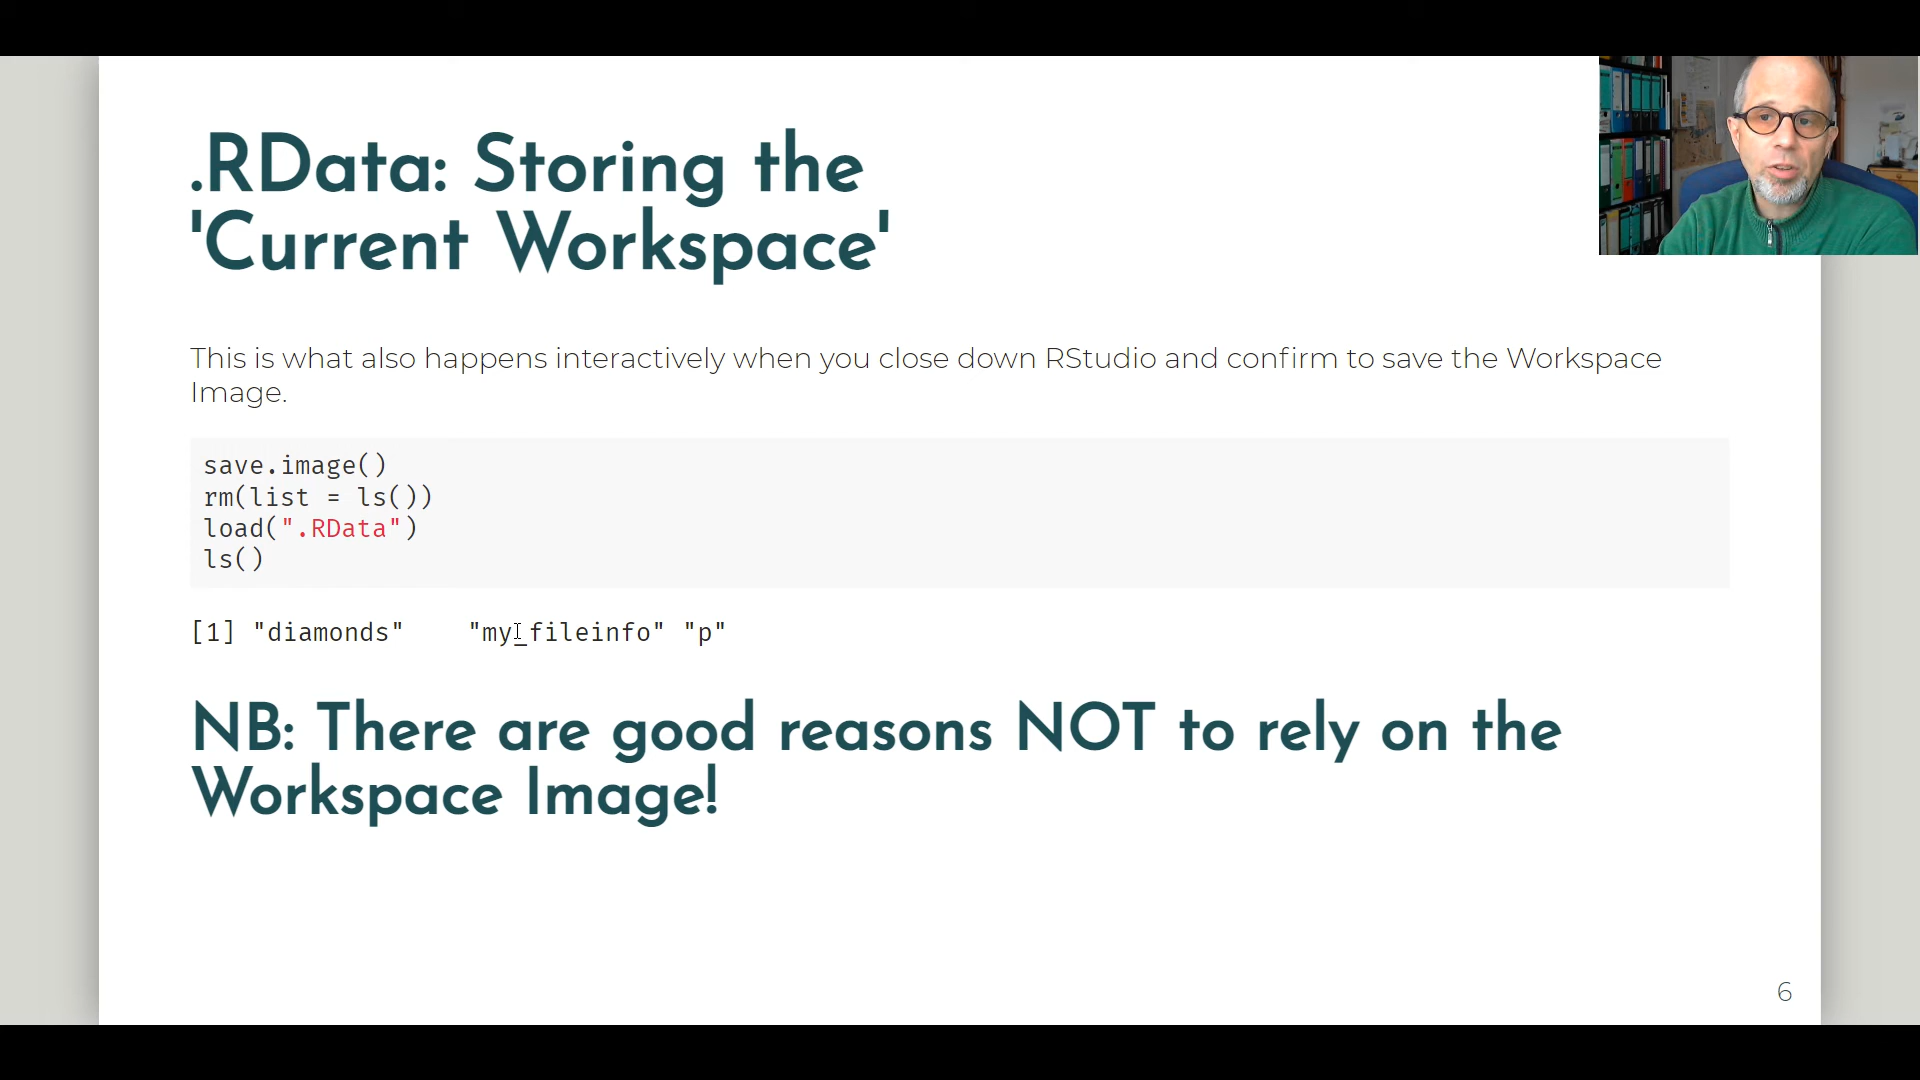 .RData: Storing the
'Current Workspace'
This is what also happens interactively when you close down RStudio and confirm to save the Workspace
Image.
save.image()
rm(list = ls())
load(".RData")
ls()
[1] "diamonds"    "my_fileinfo" "p"
NB: There are good reasons NOT to rely on the
Workspace Image!
6